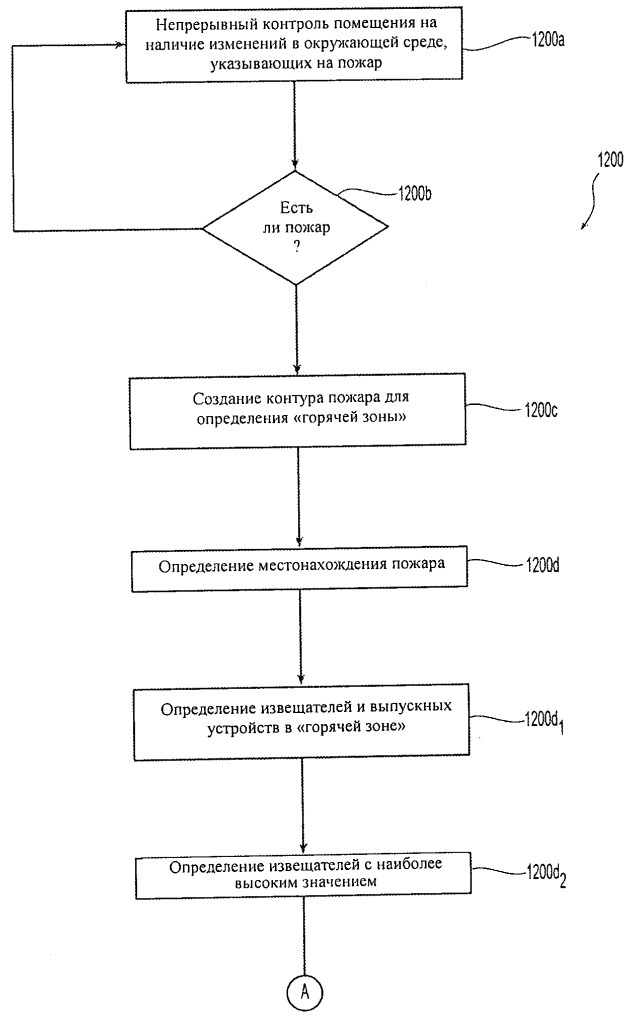 Непрерывный контроль помещения на
наличие изменений в окружающей среде,
указывающих на пожар
1200a
1200
1200b
Есть
ли пожар
?
Создание контура пожара для
определения «горячей зоны»
1200c
Определение местонахождения пожара
1200d
Определение извещателей и выпускных
устройств в «горячей зоне»
1200d1
Определение извещателей с наиболее
высоким значением
1200d2
A